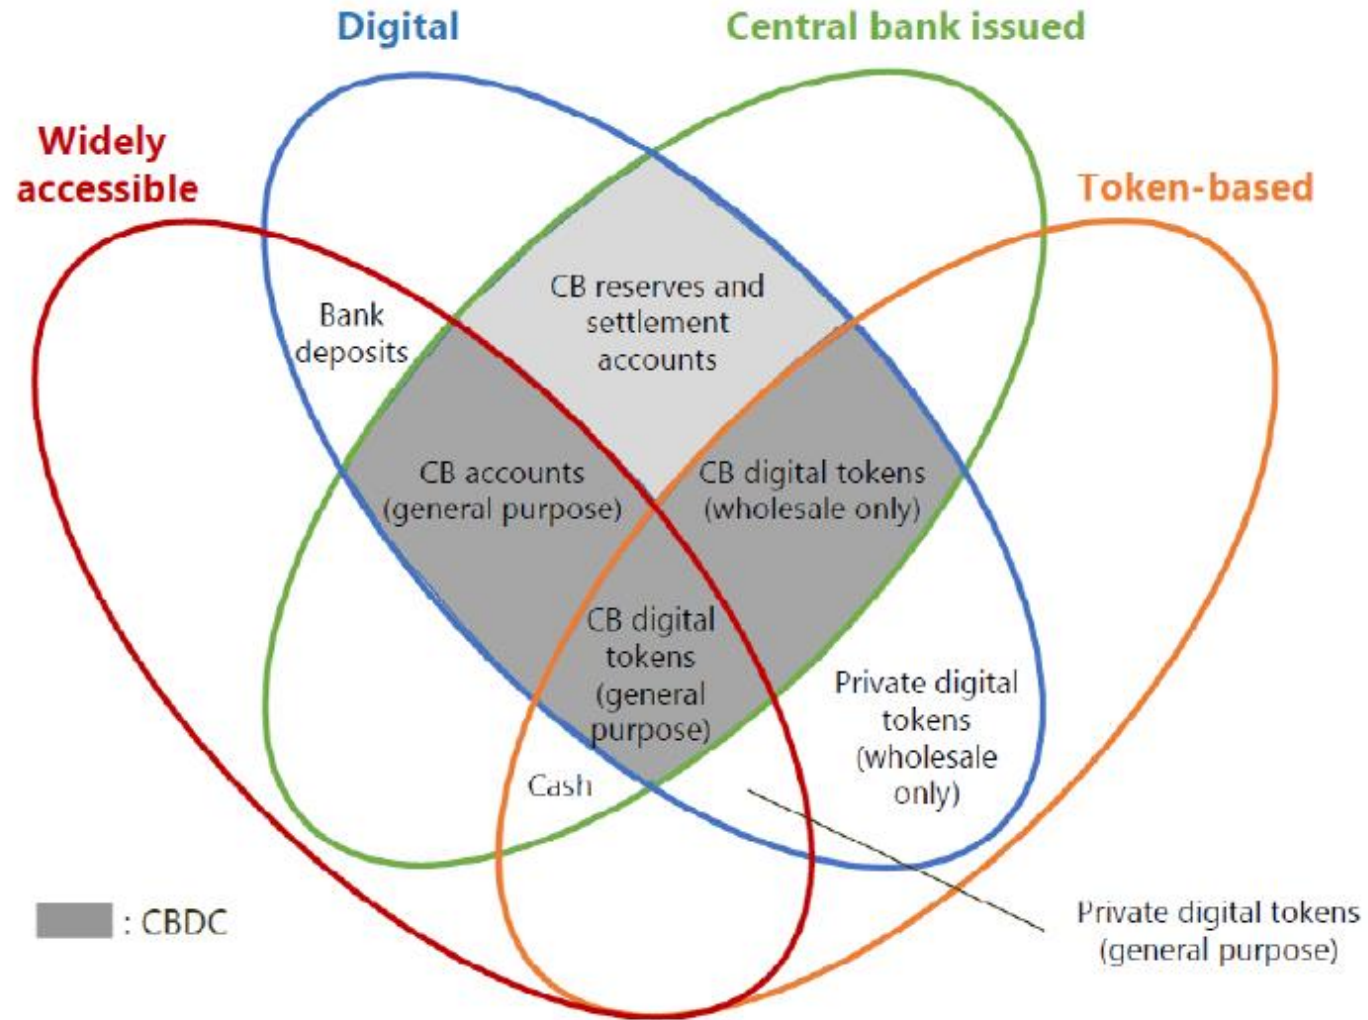 Digital
Central bank issued
Widely
accessible
Token-based
Bank
deposits
CB reserves and
settlement
accounts
CB accounts
(general purpose)
CB digital tokens
(wholesale only)
CB digital
tokens
(general
purpose)
Private digital
tokens
(wholesale
only)
Cash
: CBDC
Private digital tokens
(general purpose)